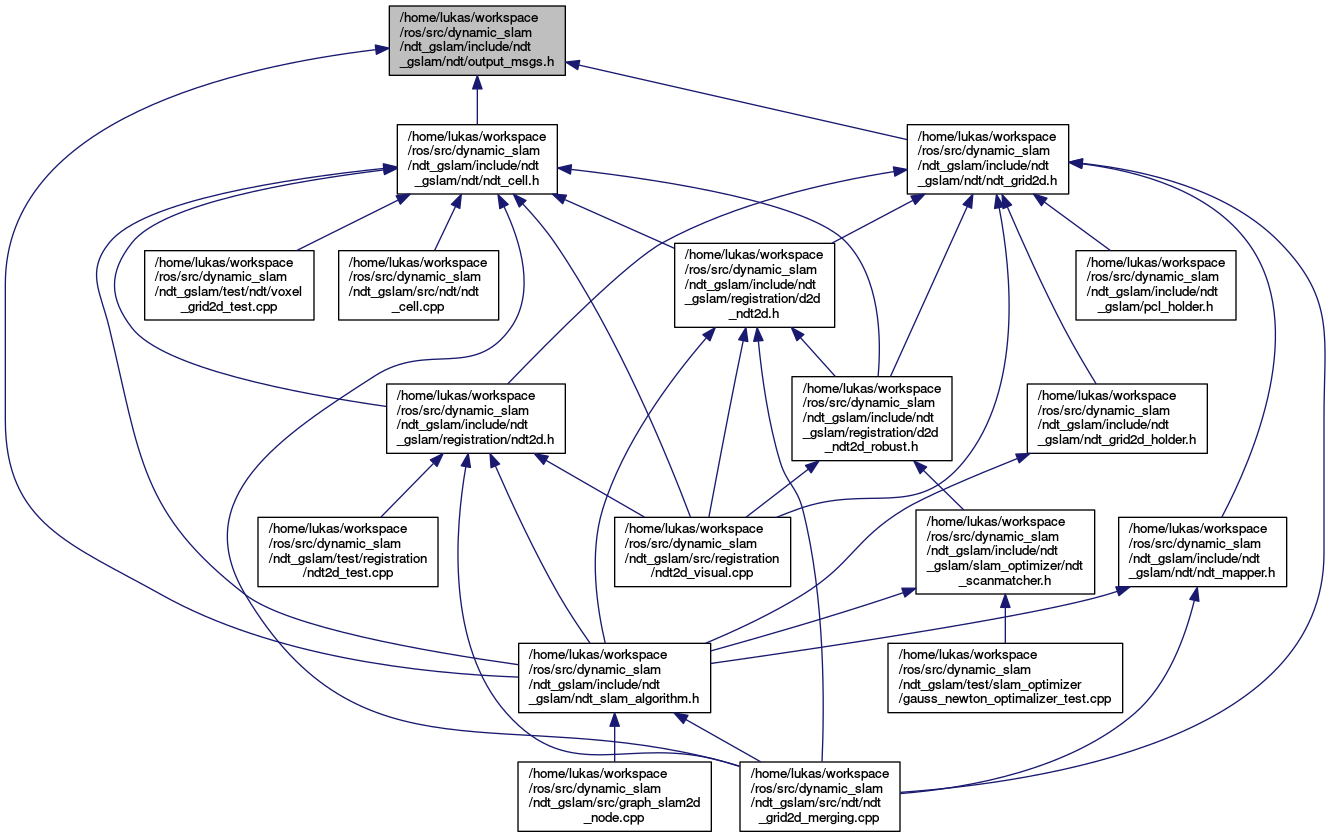 /home/lukas/workspace
/ros/src/dynamic_slam
/ndt_gslam/include/ndt
_gslam/ndt/output_msgs.h
/home/lukas/workspace
/ros/src/dynamic_slam
/ndt_gslam/include/ndt
_gslam/ndt/ndt_cell.h
/home/lukas/workspace
/ros/src/dynamic_slam
/ndt_gslam/include/ndt
_gslam/ndt/ndt_grid2d.h
/home/lukas/workspace
/ros/src/dynamic_slam
/ndt_gslam/test/ndt/voxel
_grid2d_test.cpp
/home/lukas/workspace
/ros/src/dynamic_slam
/ndt_gslam/src/ndt/ndt
_cell.cpp
/home/lukas/workspace
/ros/src/dynamic_slam
/ndt_gslam/include/ndt
_gslam/registration/d2d
_ndt2d.h
/home/lukas/workspace
/ros/src/dynamic_slam
/ndt_gslam/include/ndt
_gslam/pcl_holder.h
/home/lukas/workspace
/ros/src/dynamic_slam
/ndt_gslam/include/ndt
_gslam/registration/ndt2d.h
/home/lukas/workspace
/ros/src/dynamic_slam
/ndt_gslam/include/ndt
_gslam/registration/d2d
_ndt2d_robust.h
/home/lukas/workspace
/ros/src/dynamic_slam
/ndt_gslam/include/ndt
_gslam/ndt_grid2d_holder.h
/home/lukas/workspace
/ros/src/dynamic_slam
/ndt_gslam/test/registration
/ndt2d_test.cpp
/home/lukas/workspace
/ros/src/dynamic_slam
/ndt_gslam/src/registration
/ndt2d_visual.cpp
/home/lukas/workspace
/ros/src/dynamic_slam
/ndt_gslam/include/ndt
_gslam/slam_optimizer/ndt
_scanmatcher.h
/home/lukas/workspace
/ros/src/dynamic_slam
/ndt_gslam/include/ndt
_gslam/ndt/ndt_mapper.h
/home/lukas/workspace
/ros/src/dynamic_slam
/ndt_gslam/include/ndt
_gslam/ndt_slam_algorithm.h
/home/lukas/workspace
/ros/src/dynamic_slam
/ndt_gslam/test/slam_optimizer
/gauss_newton_optimalizer_test.cpp
/home/lukas/workspace
/ros/src/dynamic_slam
/ndt_gslam/src/graph_slam2d
_node.cpp
/home/lukas/workspace
/ros/src/dynamic_slam
/ndt_gslam/src/ndt/ndt
_grid2d_merging.cpp